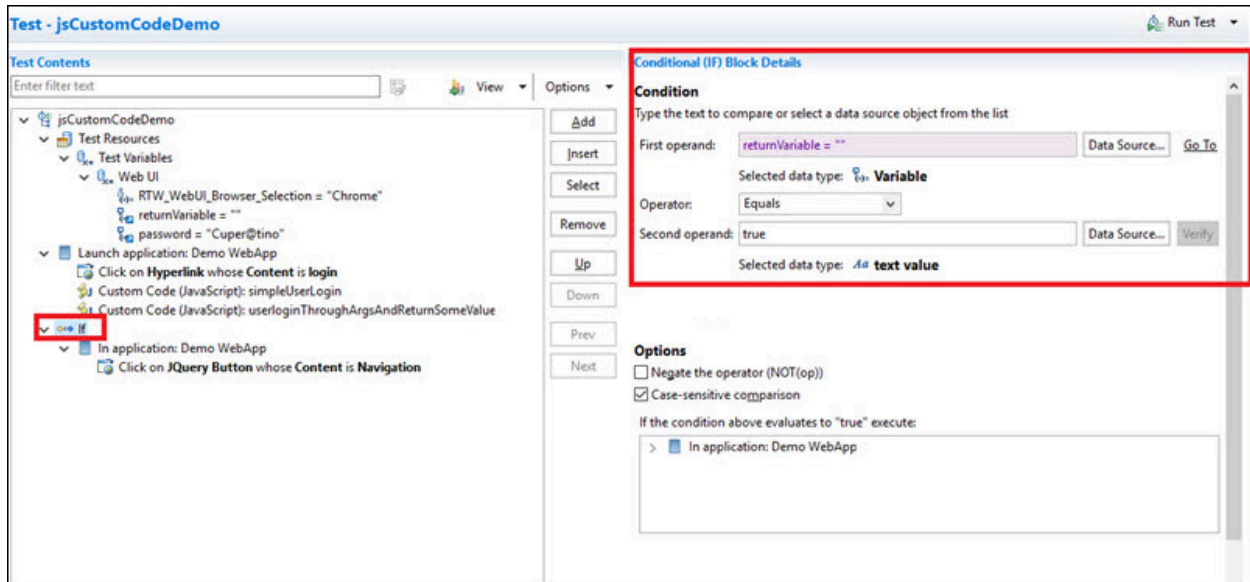 Test - jsCustomCodeDemo
Run Test
Test Contents
Enter filter text
View
Options
jsCustomCodeDemo
Test Resources
Test Variables
Web UI
RTW_WebUI_Browser_Selection = "Chrome"
returnVariable = ""
password = "Cuper@tino"
Launch application: Demo WebApp
Click on Hyperlink whose Content is login
Custom Code (JavaScript): simpleUserLogin
Custom Code (JavaScript): userloginThroughArgsAndReturnSomeValue
If
In application: Demo WebApp
Click on JQuery Button whose Content is Navigation
Add
Insert
Select
Remove
Up
Down
Prev
Next
Conditional (IF) Block Details
Condition
Type the text to compare or select a data source object from the list
First operand: returnVariable = "" Data Source... Go To
Selected data type: Variable
Operator: Equals
Second operand: true Data Source... Verify
Selected data type: Aa text value
Options
Negate the operator (NOT(op))
Case-sensitive comparison
If the condition above evaluates to "true" execute:
In application: Demo WebApp